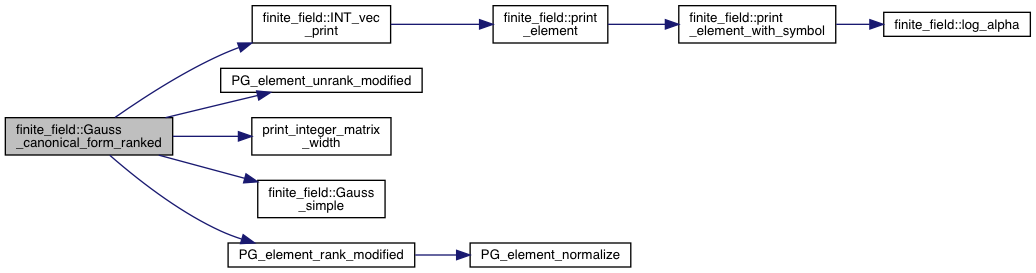 finite_field::INT_vec
_print
finite_field::print
_element
finite_field::print
_element_with_symbol
finite_field::log_alpha
PG_element_unrank_modified
finite_field::Gauss
_canonical_form_ranked
print_integer_matrix
_width
finite_field::Gauss
_simple
PG_element_rank_modified
PG_element_normalize